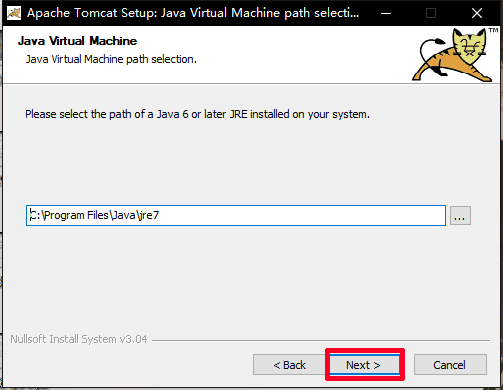 Apache Tomcat Setup: Java Virtual Machine path selecti...
Java Virtual Machine
Java Virtual Machine path selection.
TM
Please select the path of a Java 6 or later JRE installed on your system.
C:\Program Files\Java\jre7
...
Nullsoft Install System v3.04
< Back
Next >
Cancel